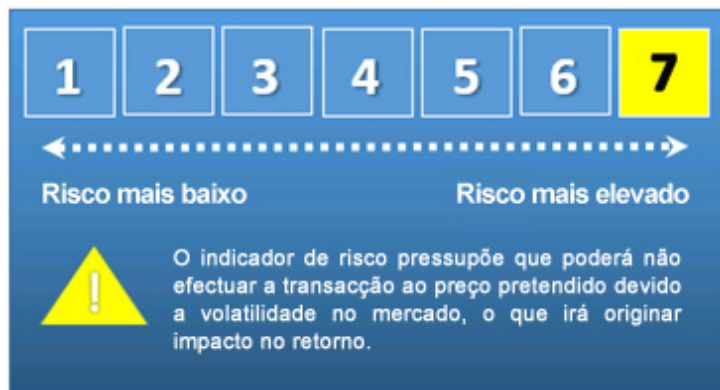 1 2 3 4 5 6 7
Risco mais baixo Risco mais elevado
!
O indicador de risco pressupõe que poderá não
efectuar a transacção ao preço pretendido devido
a volatilidade no mercado, o que irá originar
impacto no retorno.